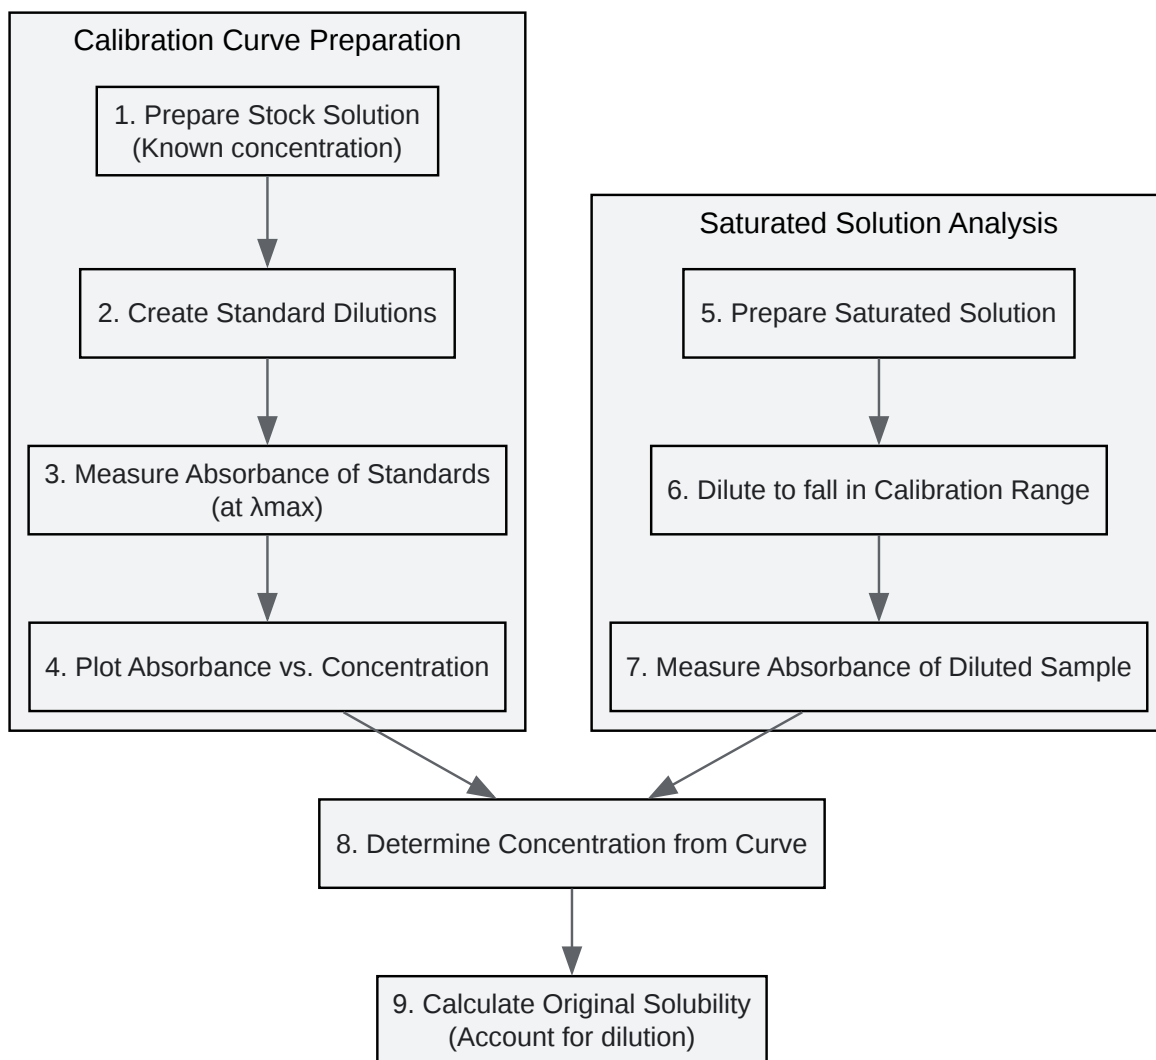 Calibration Curve Preparation
1. Prepare Stock Solution
(Known concentration)
2. Create Standard Dilutions
3. Measure Absorbance of Standards
(at λmax)
4. Plot Absorbance vs. Concentration
Saturated Solution Analysis
5. Prepare Saturated Solution
6. Dilute to fall in Calibration Range
7. Measure Absorbance of Diluted Sample
8. Determine Concentration from Curve
9. Calculate Original Solubility
(Account for dilution)